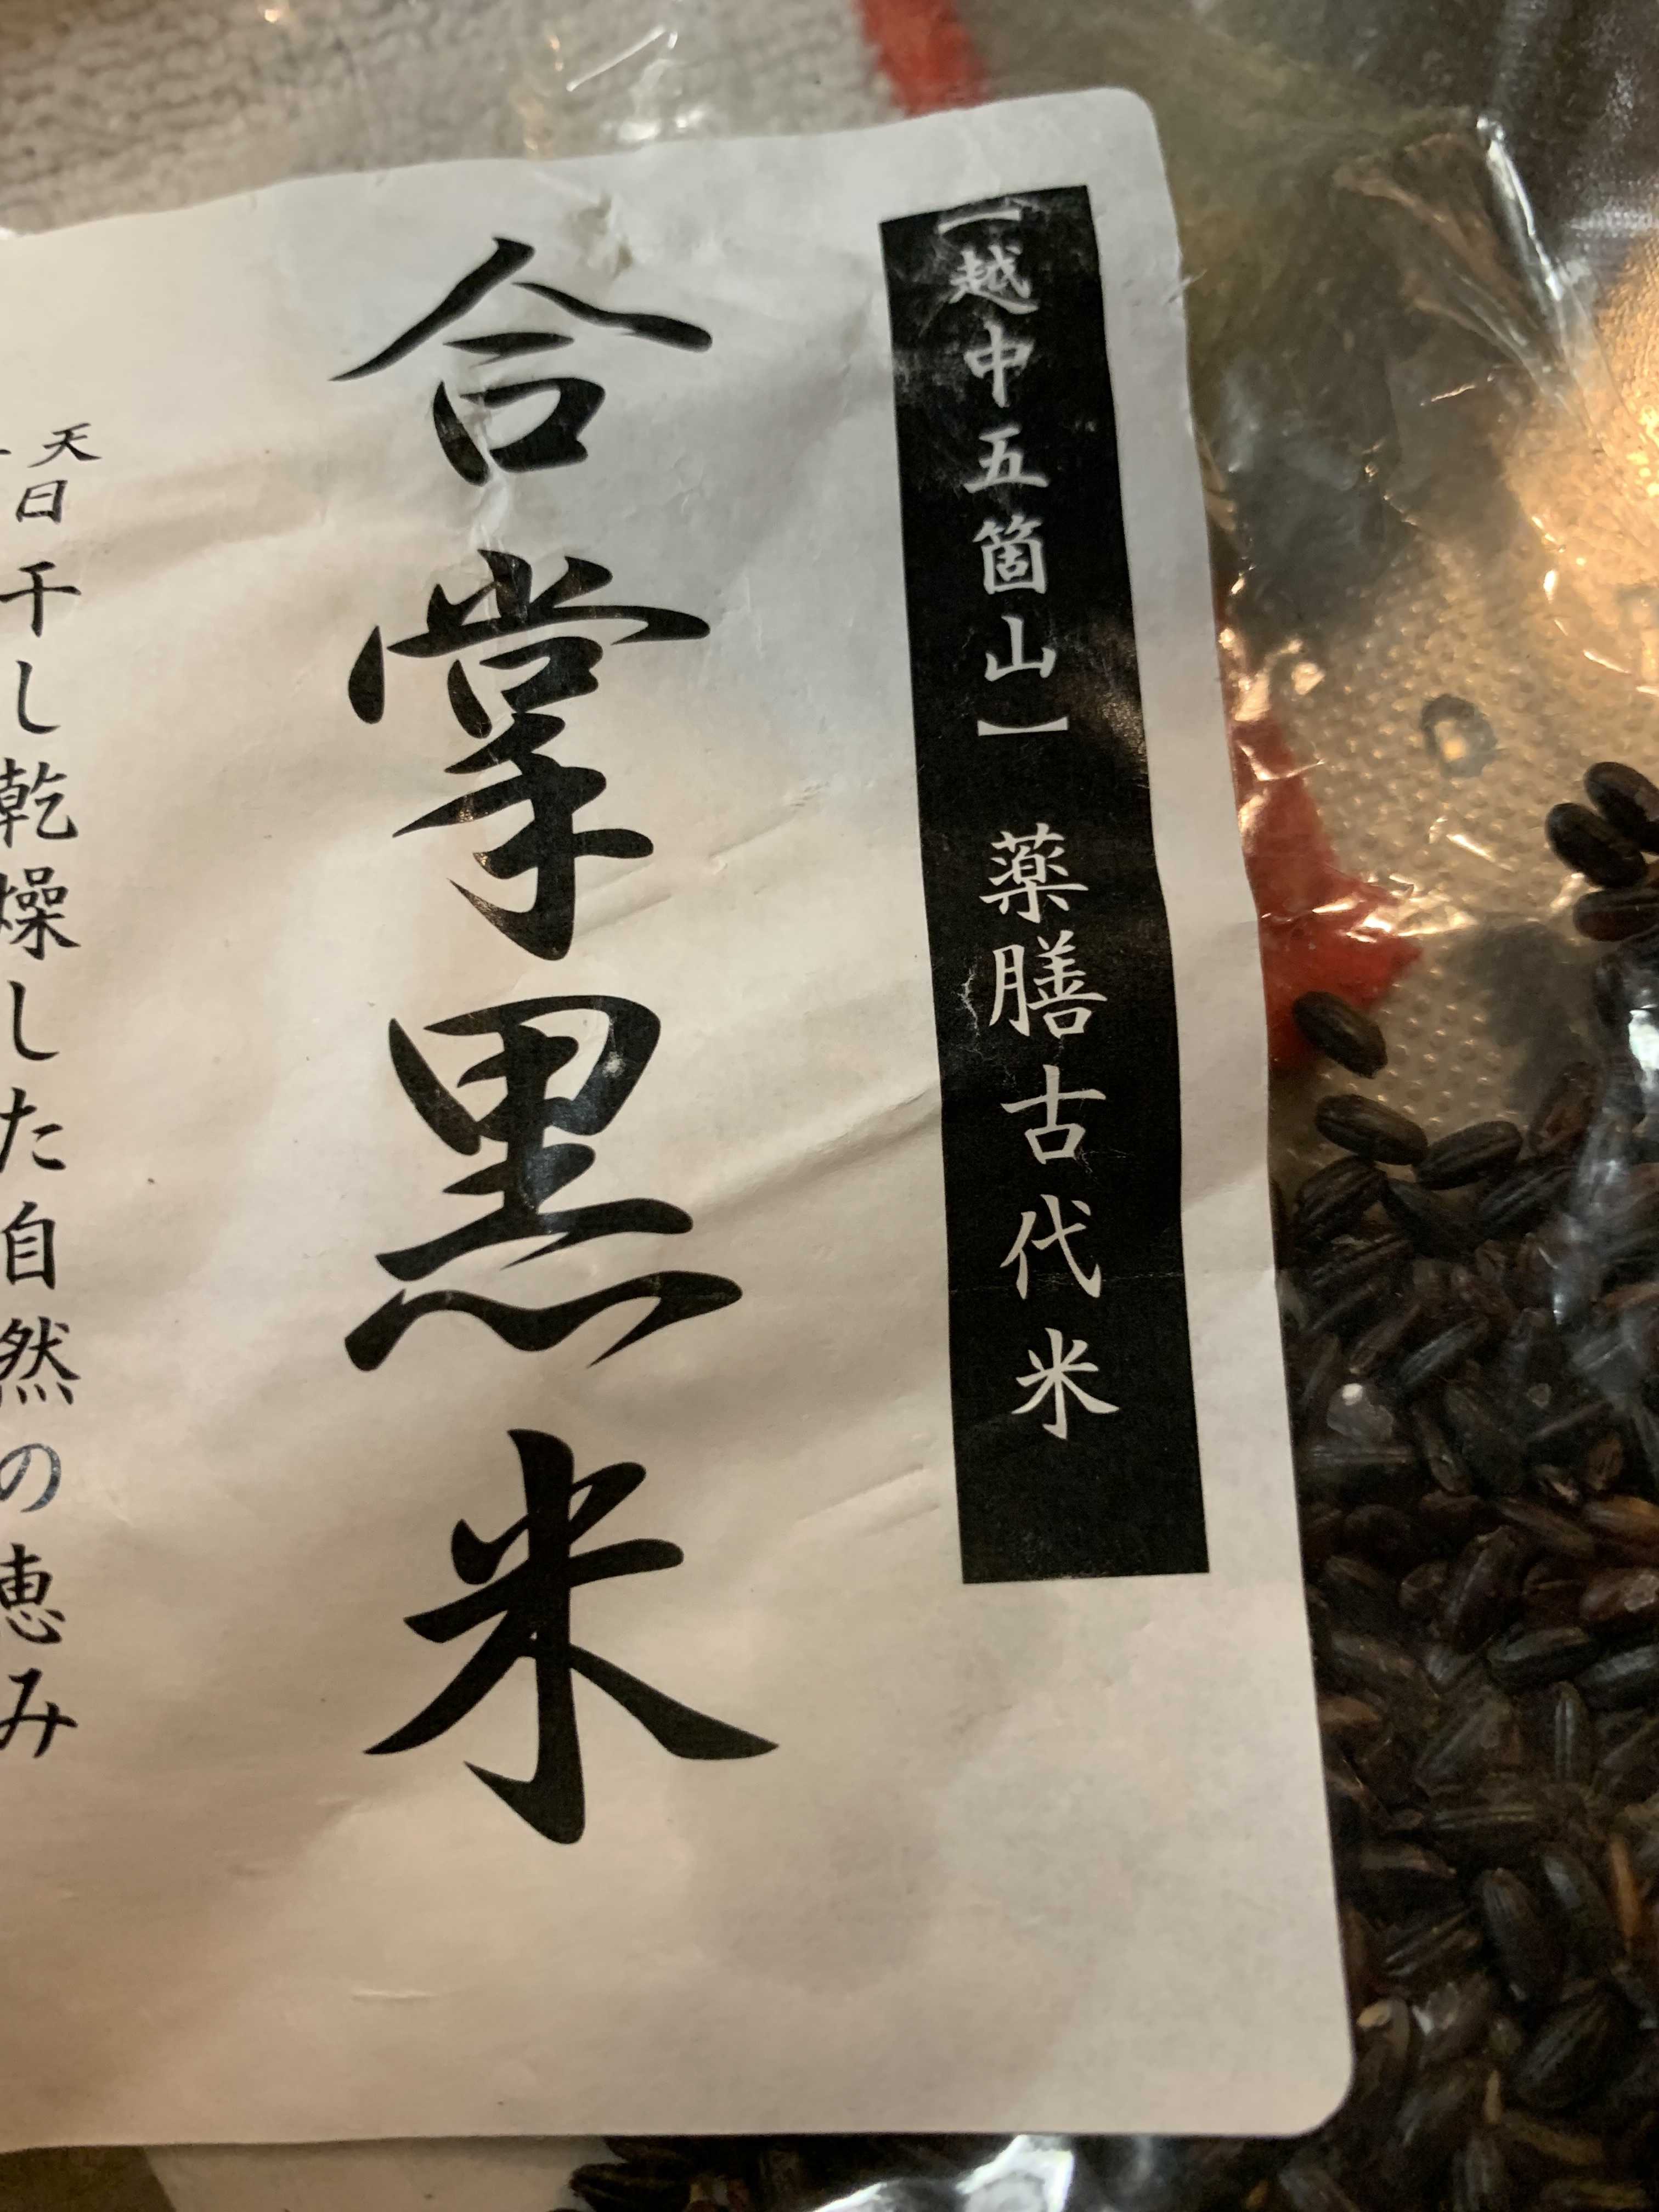 【越中五箇山】薬膳古代米
合掌黒米
天日干し乾燥した自然の恵み